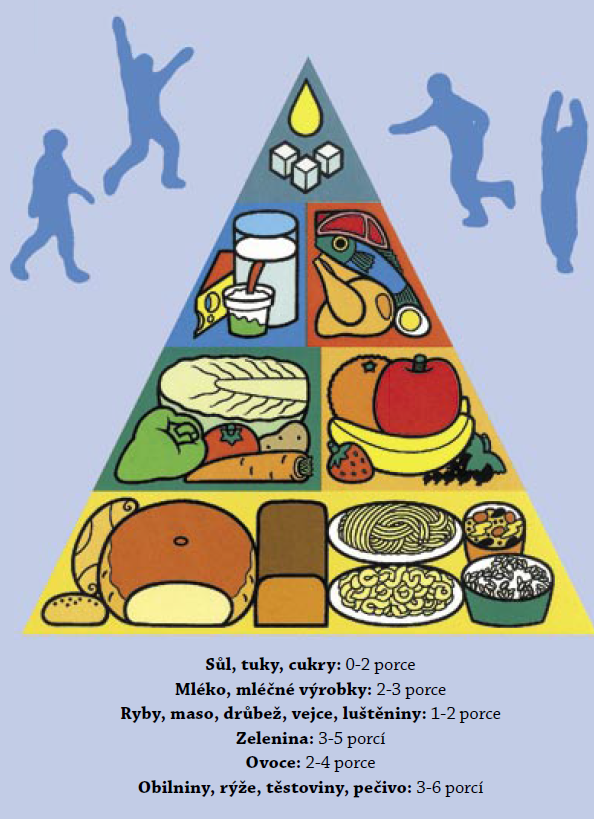 Sůl, tuky, cukry: 0-2 porce
Mléko, mléčné výrobky: 2-3 porce
Ryby, maso, drůbež, vejce, luštěniny: 1-2 porce
Zelenina: 3-5 porcí
Ovoce: 2-4 porce
Obilniny, rýže, těstoviny, pečivo: 3-6 porcí